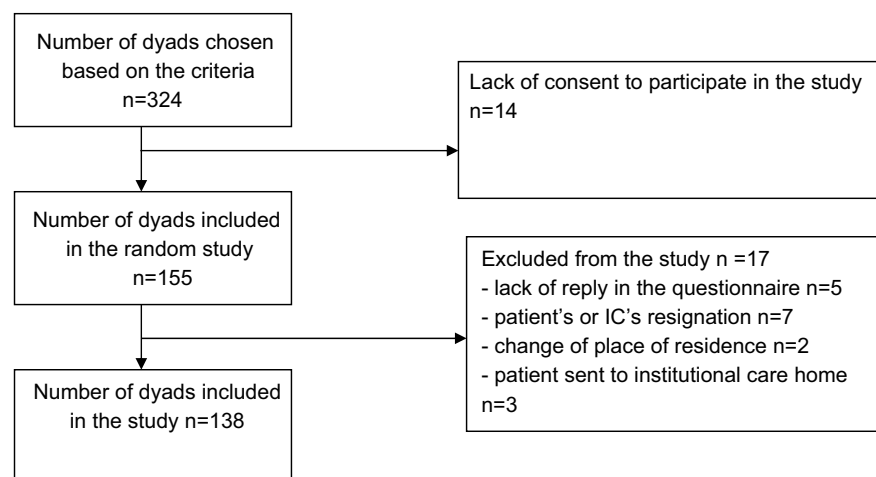 Number of dyads chosen
based on the criteria
n=324
Lack of consent to participate in the study
n=14
Number of dyads included
in the random study
n=155
Excluded from the study n =17
- lack of reply in the questionnaire n=5
- patient's or IC's resignation n=7
- change of place of residence n=2
- patient sent to institutional care home
n=3
Number of dyads included
in the study n=138